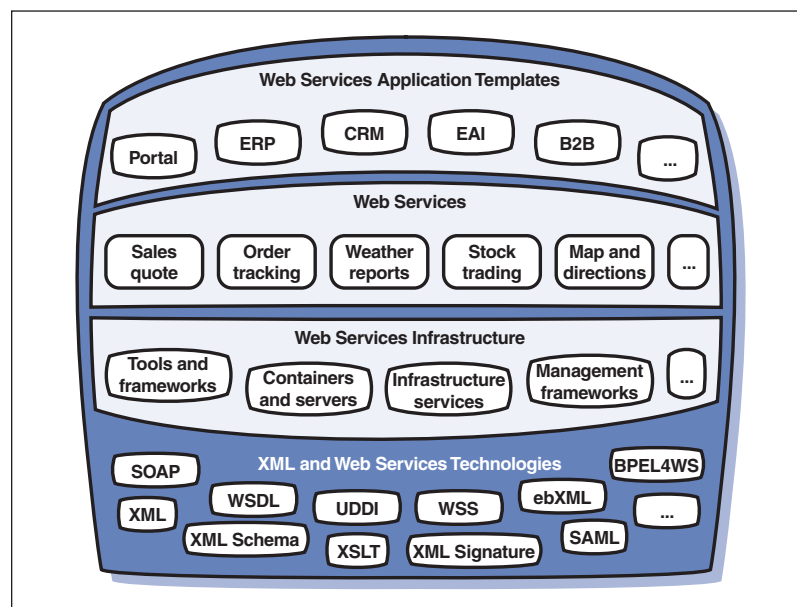 Web Services Application Templates
Portal
ERP
CRM
EAI
B2B
...
Web Services
Sales
quote
Order
tracking
Weather
reports
Stock
trading
Map and
directions
...
Web Services Infrastructure
Tools and
frameworks
Containers
and servers
Infrastructure
services
Management
frameworks
...
XML and Web Services Technologies
SOAP
BPEL4WS
XML
WSDL
UDDI
WSS
ebXML
...
XML Schema
XSLT
XML Signature
SAML